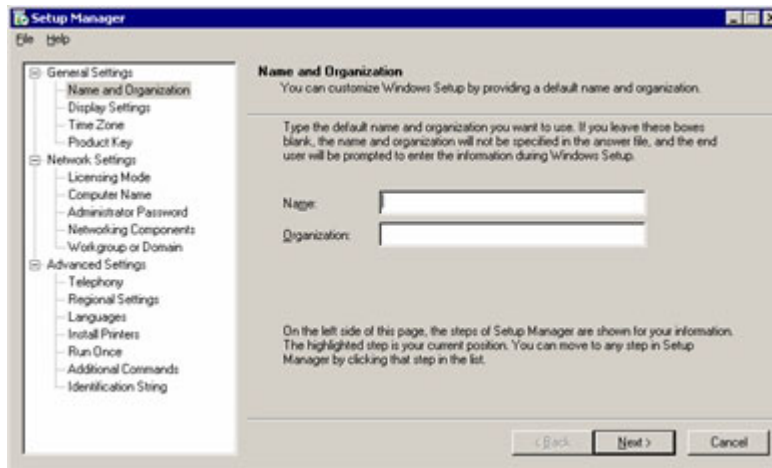 Setup Manager
File Help
General Settings
Name and Organization
Display Settings
Time Zone
Product Key
Network Settings
Licensing Mode
Computer Name
Administrator Password
Networking Components
Workgroup or Domain
Advanced Settings
Telephony
Regional Settings
Languages
Install Printers
Run Once
Additional Commands
Identification String
Name and Organization
You can customize Windows Setup by providing a default name and organization.
Type the default name and organization you want to use. If you leave these boxes
blank, the name and organization will not be specified in the answer file, and the end
user will be prompted to enter the information during Windows Setup.
Name:
Organization:
On the left side of this page, the steps of Setup Manager are shown for your information.
The highlighted step is your current position. You can move to any step in Setup
Manager by clicking that step in the list.
< Back Next > Cancel